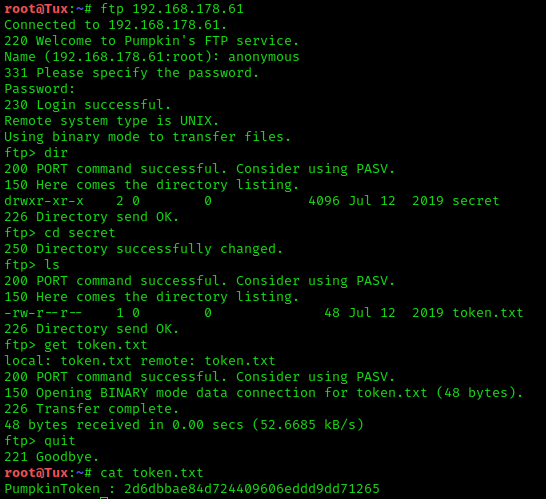 root@Tux:~# ftp 192.168.178.61
Connected to 192.168.178.61.
220 Welcome to Pumpkin's FTP service.
Name (192.168.178.61:root): anonymous
331 Please specify the password.
Password:
230 Login successful.
Remote system type is UNIX.
Using binary mode to transfer files.
ftp> dir
200 PORT command successful. Consider using PASV.
150 Here comes the directory listing.
drwxr-xr-x    2 0        0            4096 Jul 12  2019 secret
226 Directory send OK.
ftp> cd secret
250 Directory successfully changed.
ftp> ls
200 PORT command successful. Consider using PASV.
150 Here comes the directory listing.
-rw-r--r--    1 0        0              48 Jul 12  2019 token.txt
226 Directory send OK.
ftp> get token.txt
local: token.txt remote: token.txt
200 PORT command successful. Consider using PASV.
150 Opening BINARY mode data connection for token.txt (48 bytes).
226 Transfer complete.
48 bytes received in 0.00 secs (52.6685 kB/s)
ftp> quit
221 Goodbye.
root@Tux:~# cat token.txt
PumpkinToken : 2d6dbbae84d724409606eddd9dd71265